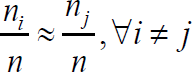 n_i/n ≈ n_j/n, ∀i ≠ j